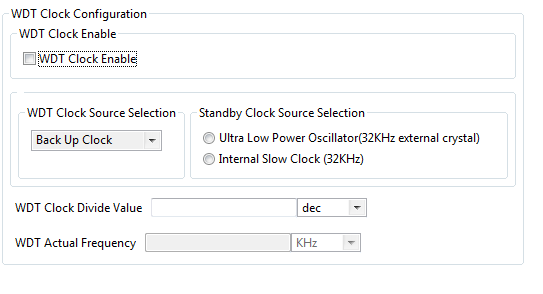 WDT Clock Configuration
WDT Clock Enable
WDT Clock Enable
WDT Clock Source Selection
Back Up Clock
Standby Clock Source Selection
Ultra Low Power Oscillator(32KHz external crystal)
Internal Slow Clock (32KHz)
WDT Clock Divide Value dec
WDT Actual Frequency KHz